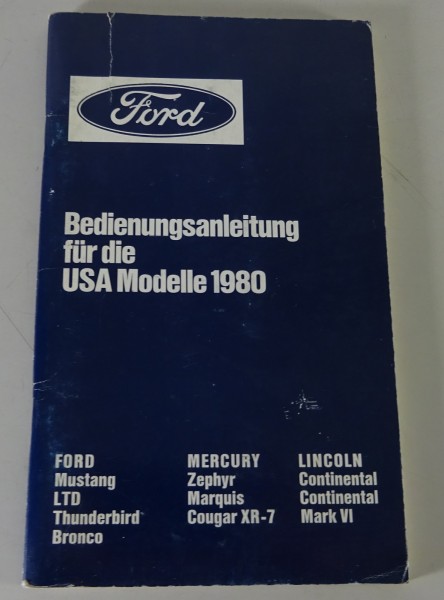 Ford
Bedienungsanleitung
für die
USA Modelle 1980
FORD
Mustang
LTD
Thunderbird
Bronco
MERCURY
Zephyr
Marquis
Cougar XR-7
LINCOLN
Continental
Continental
Mark VI